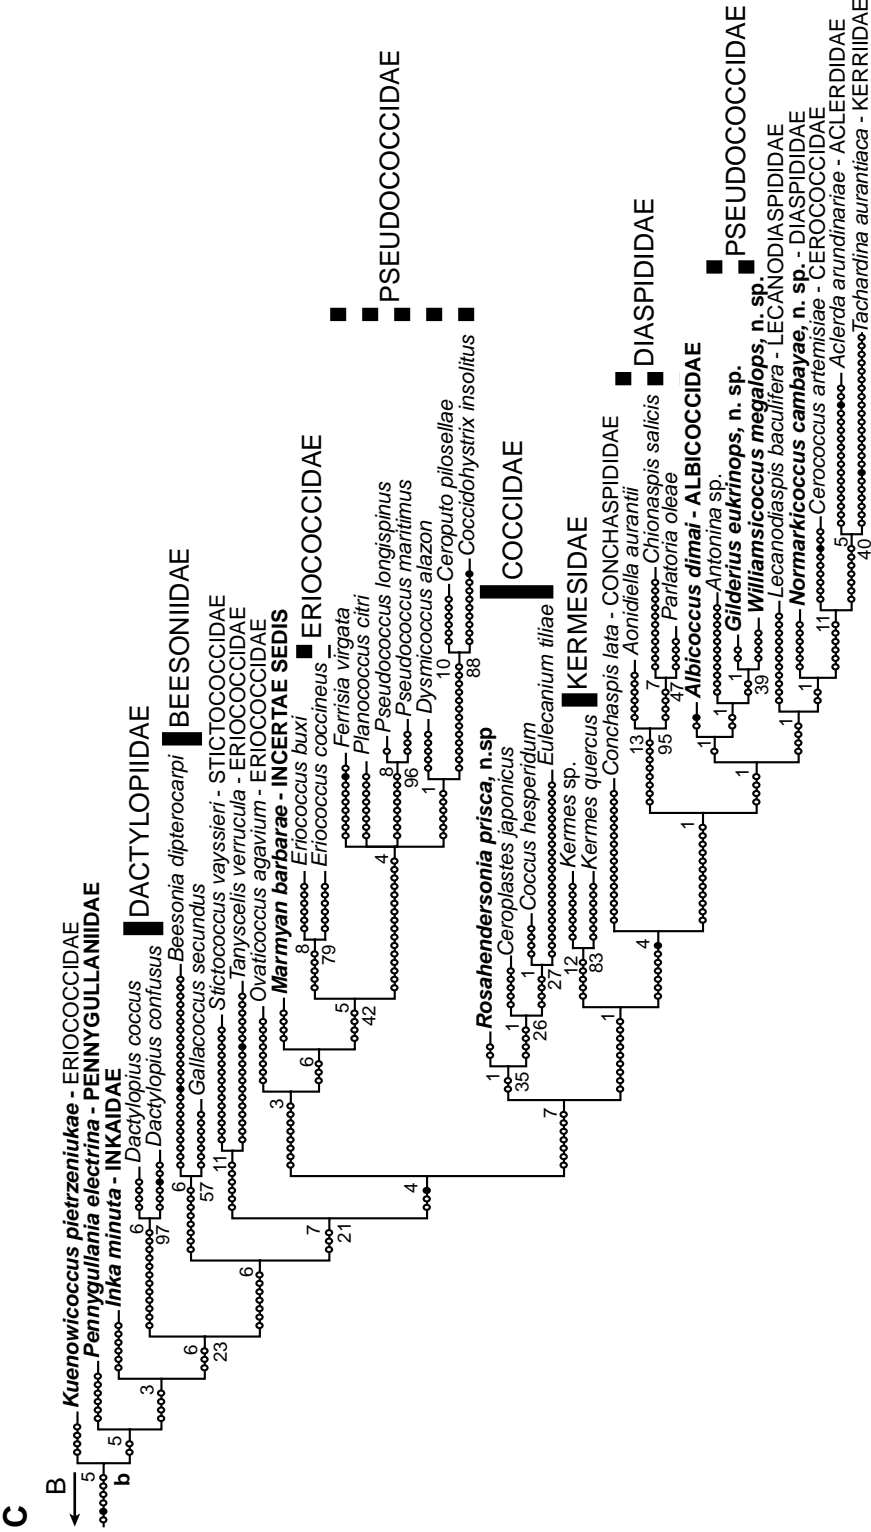 C
B
5
b
Kuenowicoccus pietrzeniukae - ERIOCOCCIDAE
5
Pennygullania electrina - PENNYGULLANIIDAE
3
Inka minuta - INKAIDAE
6
23
6
97
Dactylopius coccus
Dactylopius confusus
DACTYLOPIIDAE
6
6
57
Beesonia dipterocarpi
Gallacoccus secundus
BEESONIIDAE
7
21
11
Stictococcus vayssieri - STICTOCOCCIDAE
Tanyscelis verrucula - ERIOCOCCIDAE
4
3
Ovaticoccus agavium - ERIOCOCCIDAE
6
Marmyan barbarae - INCERTAE SEDIS
5
42
8
79
Eriococcus buxi
Eriococcus coccineus
ERIOCOCCIDAE
4
Ferrisia virgata
Planococcus citri
8
96
Pseudococcus longispinus
Pseudococcus maritimus
1
Dysmicoccus alazon
10
88
Ceroputo pilosellae
Coccidohystrix insolitus
PSEUDOCOCCIDAE
7
1
35
Rosahendersonia prisca, n.sp
1
26
Ceroplastes japonicus
1
27
Coccus hesperidum
Eulecanium tiliae
COCCIDAE
1
12
83
Kermes sp.
Kermes quercus
KERMESIDAE
4
Conchaspis lata - CONCHASPIDIDAE
1
13
95
Aonidiella aurantii
7
47
Chionaspis salicis
Parlatoria oleae
DIASPIDIDAE
1
1
Albicoccus dimai - ALBICOCCIDAE
1
Antonina sp.
1
39
Gilderius eukrinops, n. sp.
Williamsicoccus megalops, n. sp.
PSEUDOCOCCIDAE
1
Lecanodiaspis baculifera - LECANODIASPIDIDAE
1
Normarkicoccus cambayae, n. sp. - DIASPIDIDAE
11
Cerococcus artemisiae - CEROCOCCIDAE
5
40
Aclerda arundinariae - ACLERDIDAE
Tachardina aurantiaca - KERRIIDAE